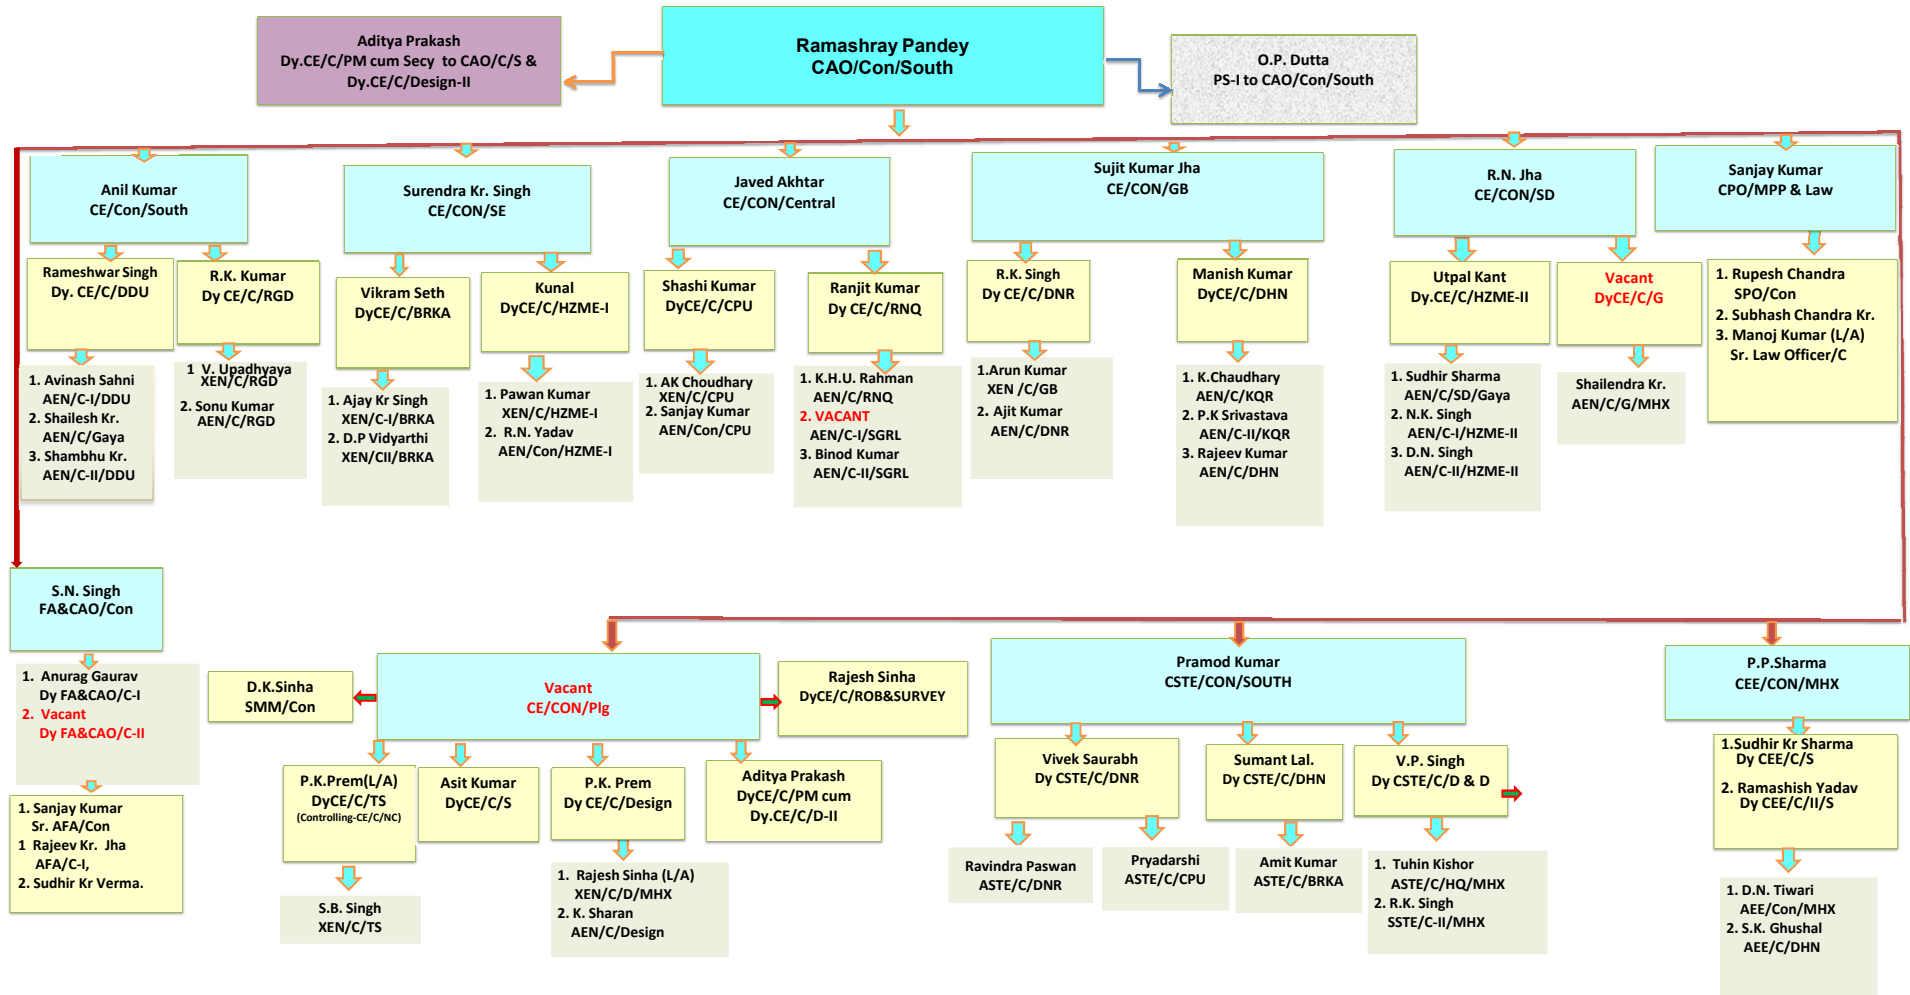 Aditya Prakash
Dy.CE/C/PM cum Secy to CAO/C/S &
Dy.CE/C/Design-II
Ramashray Pandey
CAO/Con/South
O.P. Dutta
PS-I to CAO/Con/South
Anil Kumar
CE/Con/South
Surendra Kr. Singh
CE/CON/SE
Javed Akhtar
CE/CON/Central
Sujit Kumar Jha
CE/CON/GB
R.N. Jha
CE/CON/SD
Sanjay Kumar
CPO/MPP & Law
Rameshwar Singh
Dy. CE/C/DDU
R.K. Kumar
Dy CE/C/RGD
Vikram Seth
DyCE/C/BRKA
Kunal
DyCE/C/HZME-I
Shashi Kumar
DyCE/C/CPU
Ranjit Kumar
Dy CE/C/RNQ
R.K. Singh
Dy CE/C/DNR
Manish Kumar
DyCE/C/DHN
Utpal Kant
Dy.CE/C/HZME-II
Vacant
DyCE/C/G
1. Rupesh Chandra
SPO/Con
2. Subhash Chandra Kr.
3. Manoj Kumar (L/A)
Sr. Law Officer/C
1. Avinash Sahni
AEN/C-I/DDU
2. Shailesh Kr.
AEN/C/Gaya
3. Shambhu Kr.
AEN/C-II/DDU
1 V. Upadhyaya
XEN/C/RGD
2. Sonu Kumar
AEN/C/RGD
1. Ajay Kr Singh
XEN/C-I/BRKA
2. D.P Vidyarthi
XEN/CII/BRKA
1. Pawan Kumar
XEN/C/HZME-I
2. R.N. Yadav
AEN/Con/HZME-I
1. AK Choudhary
XEN/C/CPU
2. Sanjay Kumar
AEN/Con/CPU
1. K.H.U. Rahman
AEN/C/RNQ
2. VACANT
AEN/C-I/SGRL
3. Binod Kumar
AEN/C-II/SGRL
1.Arun Kumar
XEN /C/GB
2. Ajit Kumar
AEN/C/DNR
1. K.Chaudhary
AEN/C/KQR
2. P.K Srivastava
AEN/C-II/KQR
3. Rajeev Kumar
AEN/C/DHN
1. Sudhir Sharma
AEN/C/SD/Gaya
2. N.K. Singh
AEN/C-I/HZME-II
3. D.N. Singh
AEN/C-II/HZME-II
Shailendra Kr.
AEN/C/G/MHX
S.N. Singh
FA&CAO/Con
1. Anurag Gaurav
Dy FA&CAO/C-I
2. Vacant
Dy FA&CAO/C-II
1. Sanjay Kumar
Sr. AFA/Con
1 Rajeev Kr. Jha
AFA/C-I,
2. Sudhir Kr Verma.
D.K.Sinha
SMM/Con
Vacant
CE/CON/Plg
Rajesh Sinha
DyCE/C/ROB&SURVEY
Pramod Kumar
CSTE/CON/SOUTH
P.P.Sharma
CEE/CON/MHX
P.K.Prem(L/A)
DyCE/C/TS
(Controlling-CE/C/NC)
Asit Kumar
DyCE/C/S
P.K. Prem
Dy CE/C/Design
Aditya Prakash
DyCE/C/PM cum
Dy.CE/C/D-II
Vivek Saurabh
Dy CSTE/C/DNR
Sumant Lal.
Dy CSTE/C/DHN
V.P. Singh
Dy CSTE/C/D & D
1.Sudhir Kr Sharma
Dy CEE/C/S
2. Ramashish Yadav
Dy CEE/C/II/S
S.B. Singh
XEN/C/TS
1. Rajesh Sinha (L/A)
XEN/C/D/MHX
2. K. Sharan
AEN/C/Design
Ravindra Paswan
ASTE/C/DNR
Pryadarshi
ASTE/C/CPU
Amit Kumar
ASTE/C/BRKA
1. Tuhin Kishor
ASTE/C/HQ/MHX
2. R.K. Singh
SSTE/C-II/MHX
1. D.N. Tiwari
AEE/Con/MHX
2. S.K. Ghushal
AEE/C/DHN